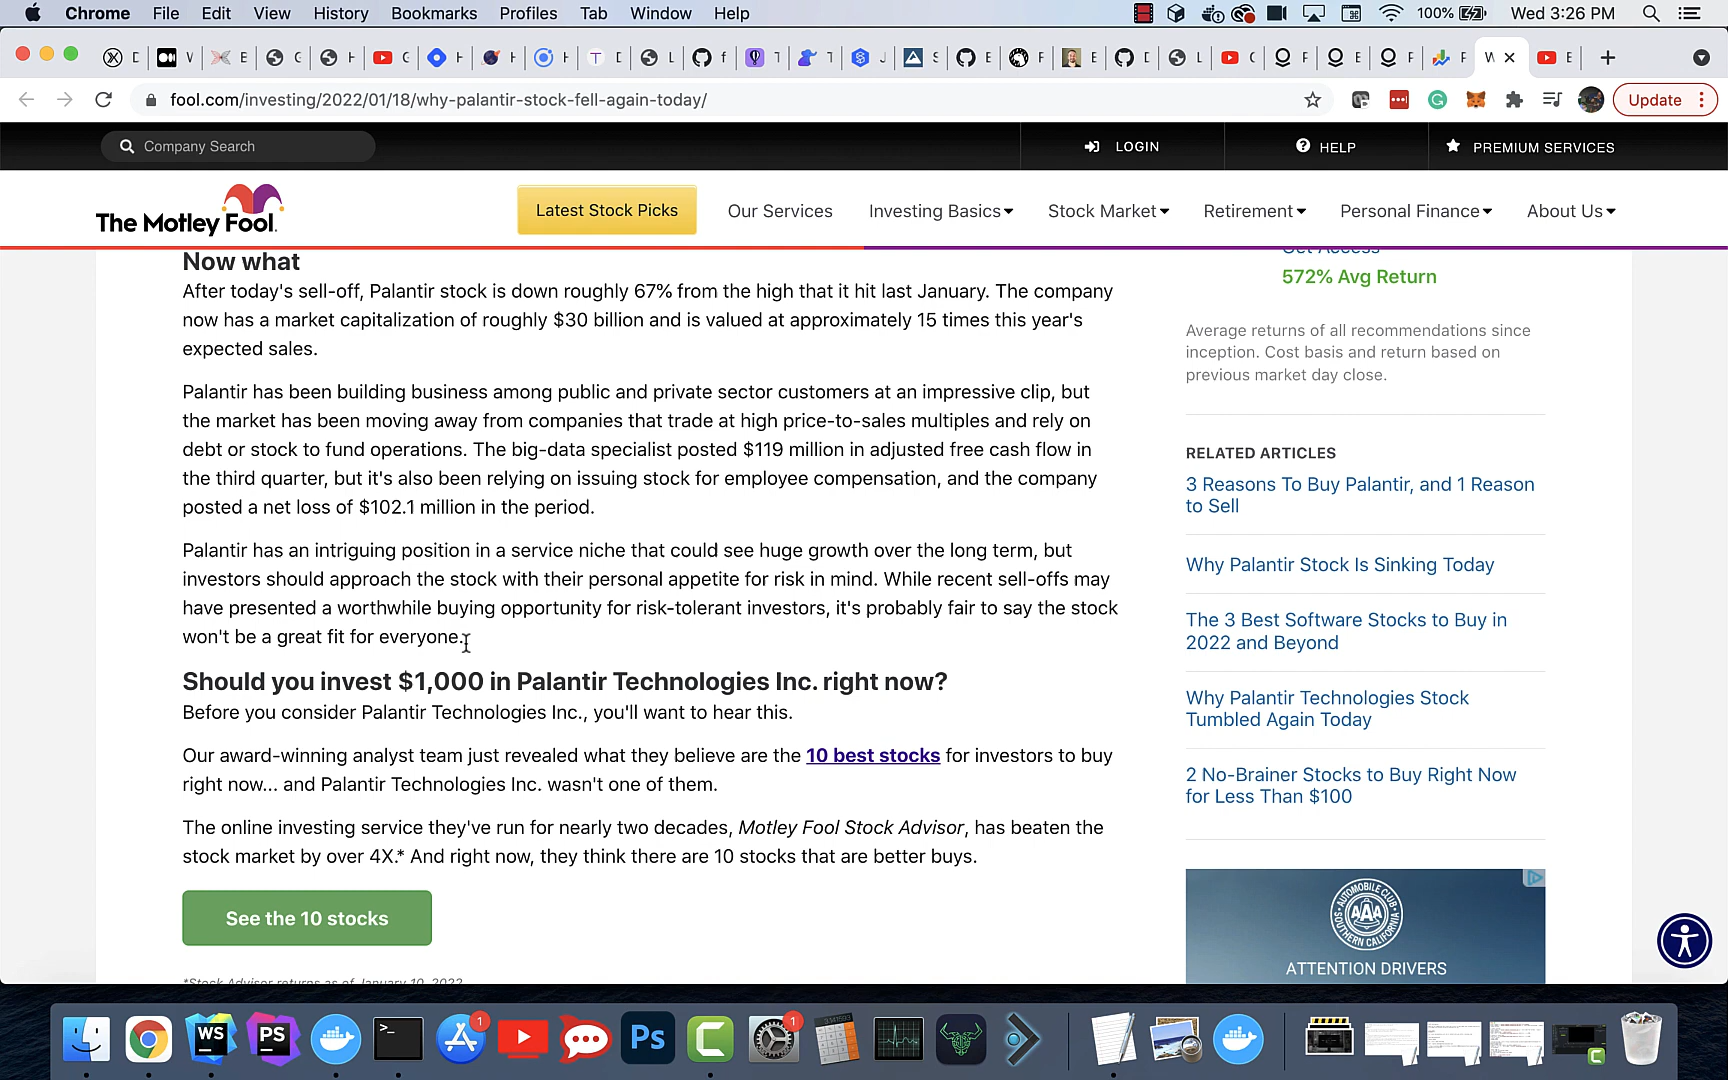 Chrome File Edit View History Bookmarks Profiles Tab Window Help 100% Wed 3:26 PM
fool.com/investing/2022/01/18/why-palantir-stock-fell-again-today/ Update
Company Search LOGIN HELP PREMIUM SERVICES
The Motley Fool. Latest Stock Picks Our Services Investing Basics Stock Market Retirement Personal Finance About Us
Now what
After today's sell-off, Palantir stock is down roughly 67% from the high that it hit last January. The company
now has a market capitalization of roughly $30 billion and is valued at approximately 15 times this year's
expected sales.
Palantir has been building business among public and private sector customers at an impressive clip, but
the market has been moving away from companies that trade at high price-to-sales multiples and rely on
debt or stock to fund operations. The big-data specialist posted $119 million in adjusted free cash flow in
the third quarter, but it's also been relying on issuing stock for employee compensation, and the company
posted a net loss of $102.1 million in the period.
Palantir has an intriguing position in a service niche that could see huge growth over the long term, but
investors should approach the stock with their personal appetite for risk in mind. While recent sell-offs may
have presented a worthwhile buying opportunity for risk-tolerant investors, it's probably fair to say the stock
won't be a great fit for everyone.
Should you invest $1,000 in Palantir Technologies Inc. right now?
Before you consider Palantir Technologies Inc., you'll want to hear this.
Our award-winning analyst team just revealed what they believe are the 10 best stocks for investors to buy
right now... and Palantir Technologies Inc. wasn't one of them.
The online investing service they've run for nearly two decades, Motley Fool Stock Advisor, has beaten the
stock market by over 4X.* And right now, they think there are 10 stocks that are better buys.
See the 10 stocks
*Stock Advisor returns as of January 10, 2022
Get Access
572% Avg Return
Average returns of all recommendations since
inception. Cost basis and return based on
previous market day close.
RELATED ARTICLES
3 Reasons To Buy Palantir, and 1 Reason
to Sell
Why Palantir Stock Is Sinking Today
The 3 Best Software Stocks to Buy in
2022 and Beyond
Why Palantir Technologies Stock
Tumbled Again Today
2 No-Brainer Stocks to Buy Right Now
for Less Than $100
AUTOMOBILE CLUB
AAA
SOUTHERN CALIFORNIA
ATTENTION DRIVERS
WS PS 1 Ps C 1